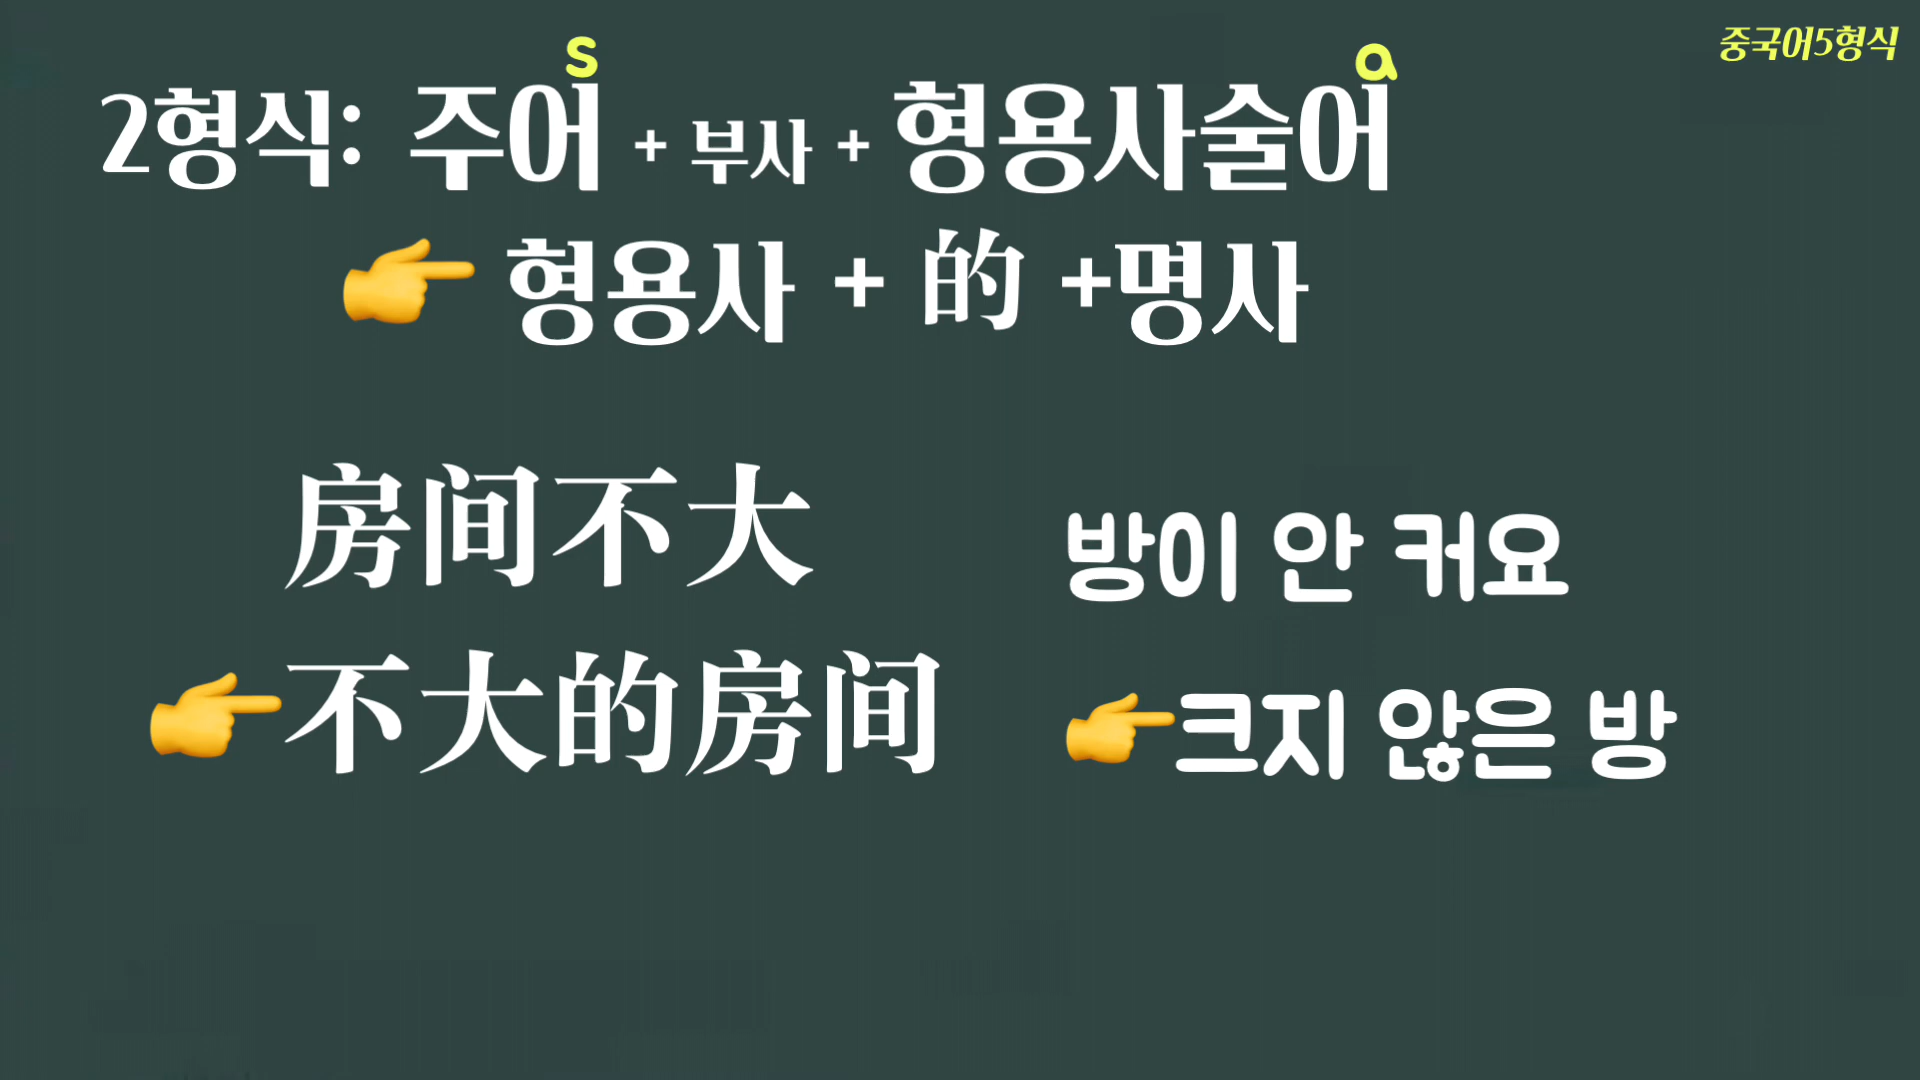 중국어5형식
s a
2형식: 주어 + 부사 + 형용사술어
👉 형용사 + 的 +명사
房间不大 방이 안 커요
👉不大的房间 👉크지 않은 방